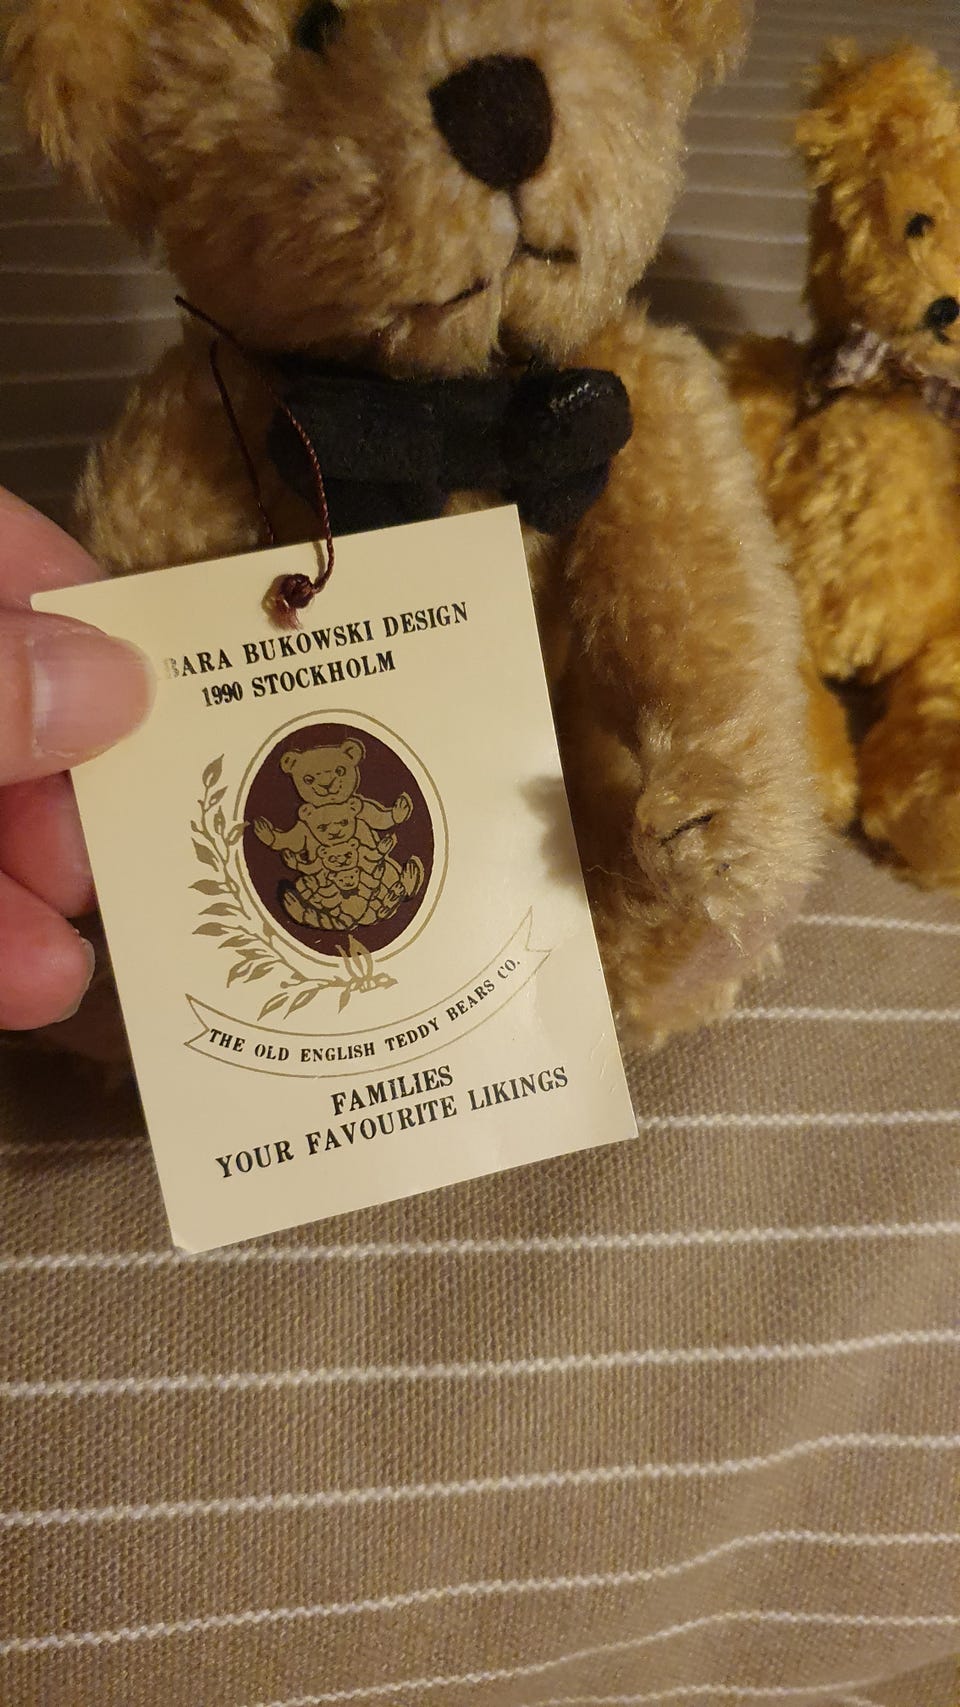 BARA BUKOWSKI DESIGN
1990 STOCKHOLM
THE OLD ENGLISH TEDDY BEARS CO.
FAMILIES
YOUR FAVOURITE LIKINGS